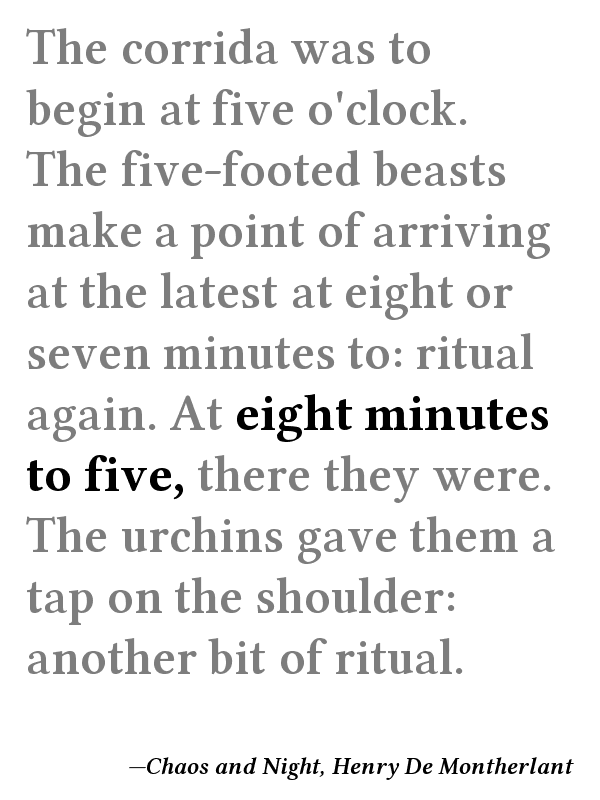 The corrida was to
begin at five o'clock.
The five-footed beasts
make a point of arriving
at the latest at eight or
seven minutes to: ritual
again. At eight minutes
to five, there they were.
The urchins gave them a
tap on the shoulder:
another bit of ritual.
—Chaos and Night, Henry De Montherlant